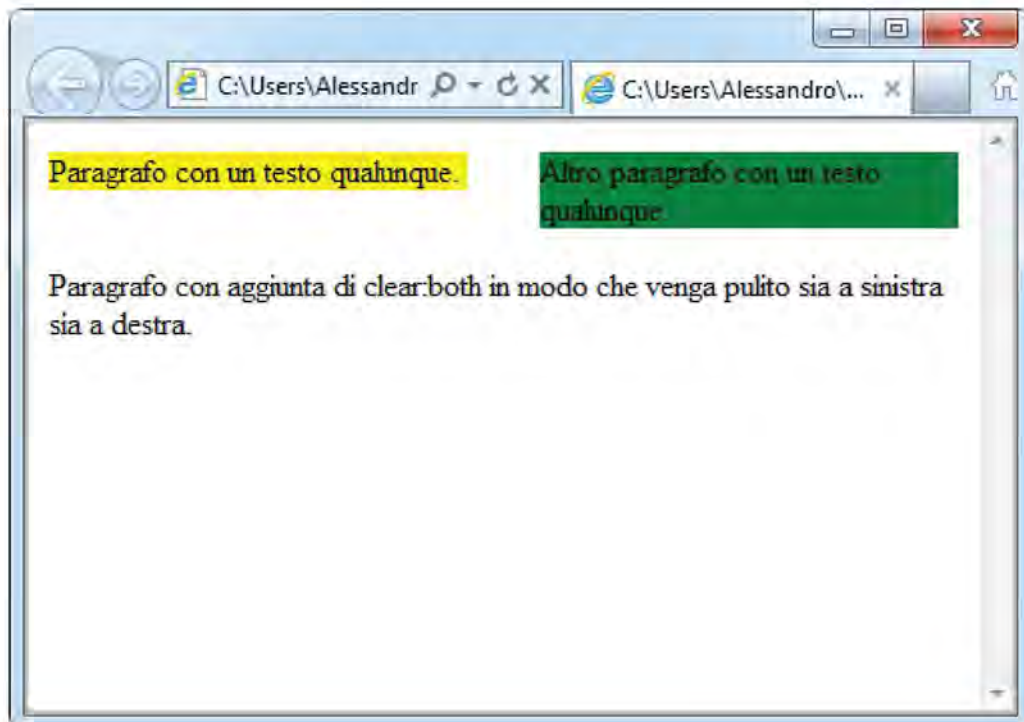 C:\Users\Alessandr
C:\Users\Alessandro\...
Paragrafo con un testo qualunque.
Altro paragrafo con un testo
qualunque.
Paragrafo con aggiunta di clear:both in modo che venga pulito sia a sinistra
sia a destra.